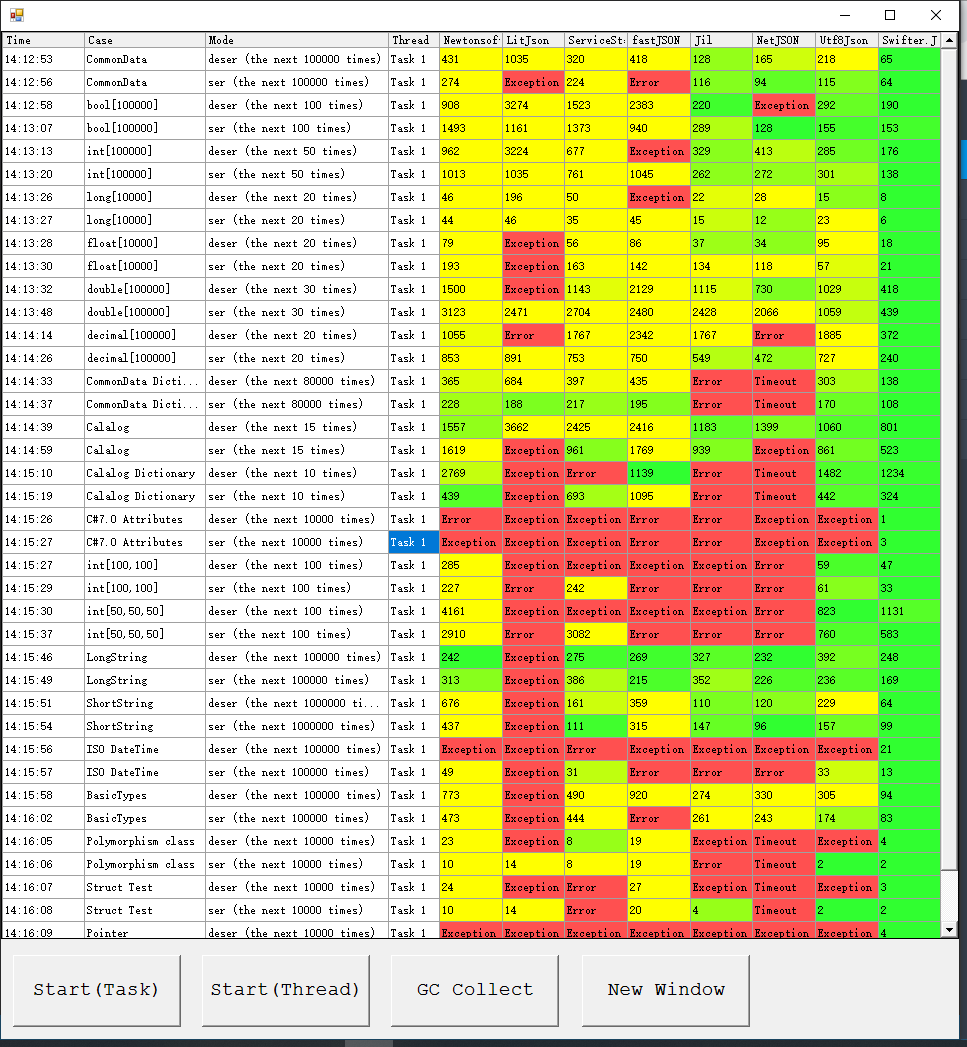 Time Case Mode Thread Newtonsof LitJson ServiceSt: fastJSON Jil NetJSON Utf8Json Swifter.J
14:12:53 CommonData deser (the next 100000 times) Task 1 431 1035 320 418 128 165 218 65
14:12:56 CommonData ser (the next 100000 times) Task 1 274 Exception 224 Error 116 94 115 64
14:12:58 bool[100000] deser (the next 100 times) Task 1 908 3274 1523 2383 220 Exception 292 190
14:13:07 bool[100000] ser (the next 100 times) Task 1 1493 1161 1373 940 289 128 155 153
14:13:13 int[100000] deser (the next 50 times) Task 1 962 3224 677 Exception 329 413 285 176
14:13:20 int[100000] ser (the next 50 times) Task 1 1013 1035 761 1045 262 272 301 138
14:13:26 long[10000] deser (the next 20 times) Task 1 46 196 50 Exception 22 28 15 8
14:13:27 long[10000] ser (the next 20 times) Task 1 44 46 35 45 15 12 23 6
14:13:28 float[10000] deser (the next 20 times) Task 1 79 Exception 56 86 37 34 95 18
14:13:30 float[10000] ser (the next 20 times) Task 1 193 Exception 163 142 134 118 57 21
14:13:32 double[100000] deser (the next 30 times) Task 1 1500 Exception 1143 2129 1115 730 1029 418
14:13:48 double[100000] ser (the next 30 times) Task 1 3123 2471 2704 2480 2428 2066 1059 439
14:14:14 decimal[100000] deser (the next 20 times) Task 1 1055 Error 1767 2342 1767 Error 1885 372
14:14:26 decimal[100000] ser (the next 20 times) Task 1 853 891 753 750 549 472 727 240
14:14:33 CommonData Dicti... deser (the next 80000 times) Task 1 365 684 397 435 Error Timeout 303 138
14:14:37 CommonData Dicti... ser (the next 80000 times) Task 1 228 188 217 195 Error Timeout 170 108
14:14:39 Calalog deser (the next 15 times) Task 1 1557 3662 2425 2416 1183 1399 1060 801
14:14:59 Calalog ser (the next 15 times) Task 1 1619 Exception 961 1769 939 Exception 861 523
14:15:10 Calalog Dictionary deser (the next 10 times) Task 1 2769 Exception Error 1139 Error Timeout 1482 1234
14:15:19 Calalog Dictionary ser (the next 10 times) Task 1 439 Exception 693 1095 Error Timeout 442 324
14:15:26 C#7.0 Attributes deser (the next 10000 times) Task 1 Error Exception Exception Error Error Exception Exception 1
14:15:27 C#7.0 Attributes ser (the next 10000 times) Task 1 Exception Exception Exception Error Error Exception Exception 3
14:15:27 int[100,100] deser (the next 100 times) Task 1 285 Exception Exception Exception Exception Error 59 47
14:15:29 int[100,100] ser (the next 100 times) Task 1 227 Error 242 Error Error Error 61 33
14:15:30 int[50,50,50] deser (the next 100 times) Task 1 4161 Exception Exception Exception Exception Error 823 1131
14:15:37 int[50,50,50] ser (the next 100 times) Task 1 2910 Error 3082 Error Error Error 760 583
14:15:46 LongString deser (the next 100000 times) Task 1 242 Exception 275 269 327 232 392 248
14:15:49 LongString ser (the next 100000 times) Task 1 313 Exception 386 215 352 226 236 169
14:15:51 ShortString deser (the next 1000000 ti... Task 1 676 Exception 161 359 110 120 229 64
14:15:54 ShortString ser (the next 1000000 times) Task 1 437 Exception 111 315 147 96 157 99
14:15:56 ISO DateTime deser (the next 100000 times) Task 1 Exception Exception Error Exception Exception Exception Exception 21
14:15:57 ISO DateTime ser (the next 100000 times) Task 1 49 Exception 31 Error Error Error 33 13
14:15:58 BasicTypes deser (the next 100000 times) Task 1 773 Exception 490 920 274 330 305 94
14:16:02 BasicTypes ser (the next 100000 times) Task 1 473 Exception 444 Error 261 243 174 83
14:16:05 Polymorphism class deser (the next 10000 times) Task 1 23 Exception 8 19 Exception Timeout Exception 4
14:16:06 Polymorphism class ser (the next 10000 times) Task 1 10 14 8 19 Error Timeout 2 2
14:16:07 Struct Test deser (the next 10000 times) Task 1 24 Exception Error 27 Exception Timeout Exception 3
14:16:08 Struct Test ser (the next 10000 times) Task 1 10 14 Error 20 4 Timeout 2 2
14:16:09 Pointer deser (the next 10000 times) Task 1 Exception Exception Exception Exception Exception Exception Exception 4
Start(Task) Start(Thread) GC Collect New Window